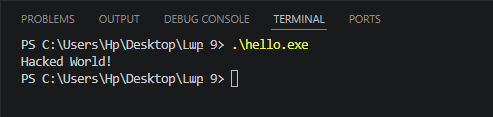 PROBLEMS OUTPUT DEBUG CONSOLE TERMINAL PORTS
PS C:\Users\Hp\Desktop\Lwp 9> .\hello.exe
Hacked World!
PS C:\Users\Hp\Desktop\Lwp 9>